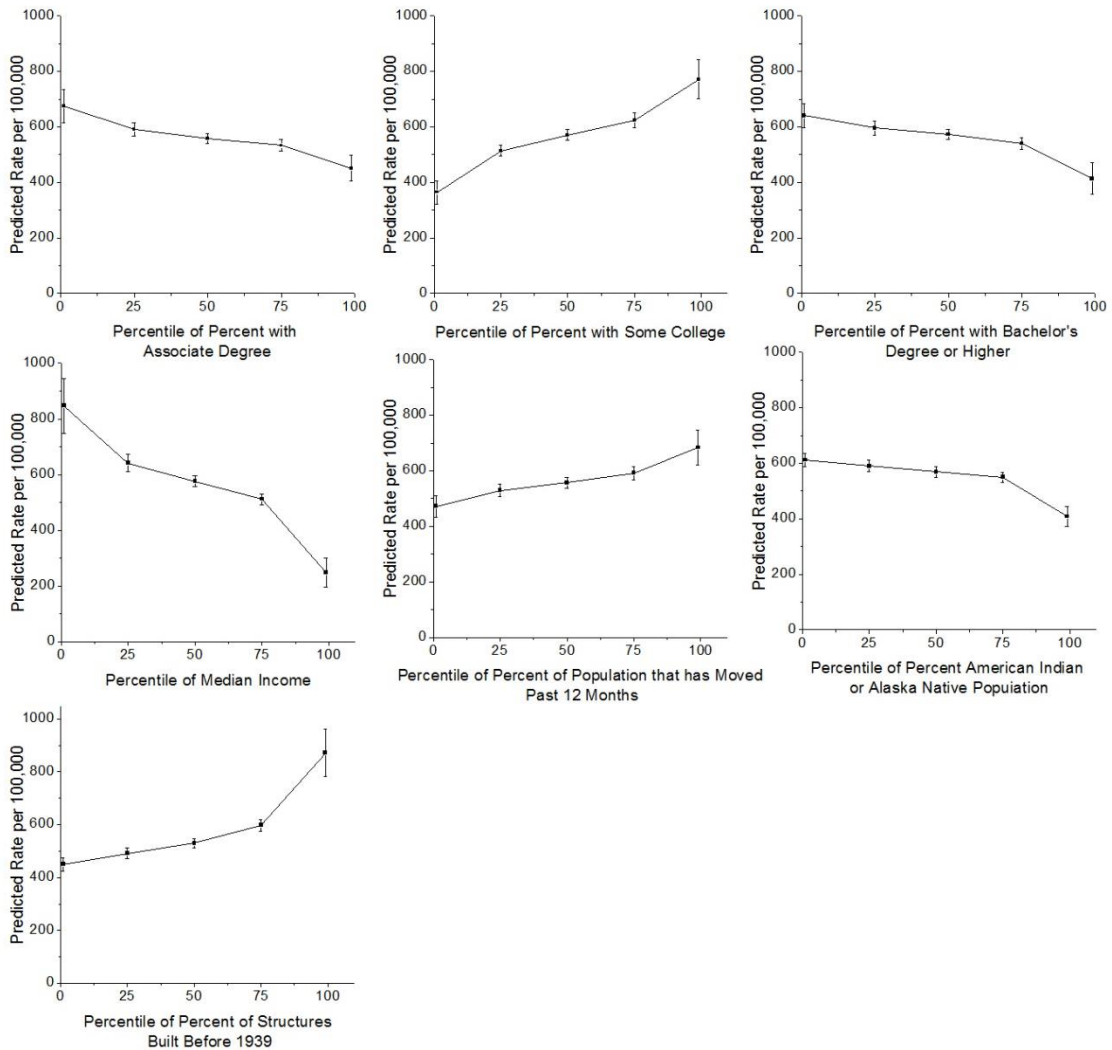 Predicted Rate per 100,000
1000
800
600
400
200
0
0 25 50 75 100
Percentile of Percent with
Associate Degree
Predicted Rate per 100,000
1000
800
600
400
200
0
0 25 50 75 100
Percentile of Percent with Some College
Predicted Rate per 100,000
1000
800
600
400
200
0
0 25 50 75 100
Percentile of Percent with Bachelor's
Degree or Higher
Predicted Rate per 100,000
1000
800
600
400
200
0
0 25 50 75 100
Percentile of Median Income
Predicted Rate per 100,000
1000
800
600
400
200
0
0 25 50 75 100
Percentile of Percent of Population that has Moved
Past 12 Months
Predicted Rate per 100,000
1000
800
600
400
200
0
0 25 50 75 100
Percentile of Percent American Indian
or Alaska Native Popuiation
Predicted Rate per 100,000
1000
800
600
400
200
0
0 25 50 75 100
Percentile of Percent of Structures
Built Before 1939